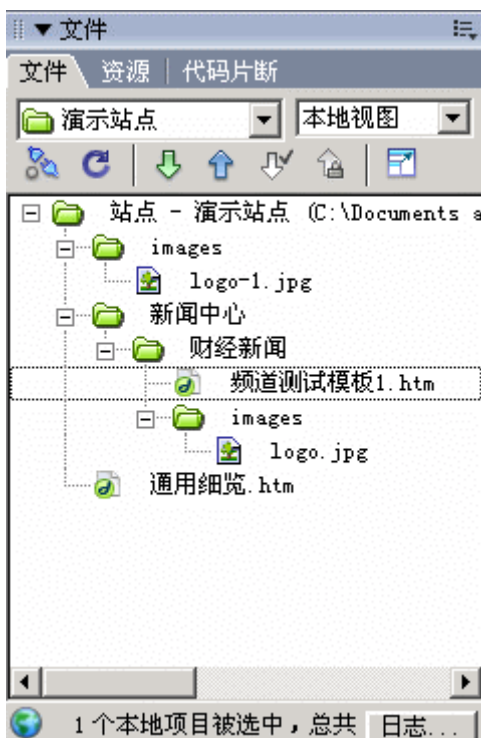 文件
文件 资源 代码片断
演示站点 本地视图
站点 - 演示站点 (C:\Documents a
images
logo-1.jpg
新闻中心
财经新闻
频道测试模板1.htm
images
logo.jpg
通用细览.htm
1 个本地项目被选中，总共 日志...